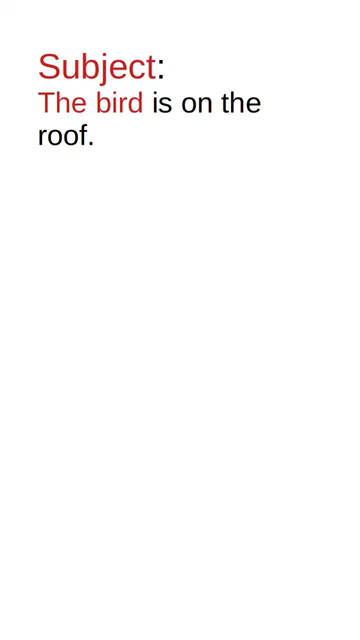 Subject:
The bird is on the
roof.